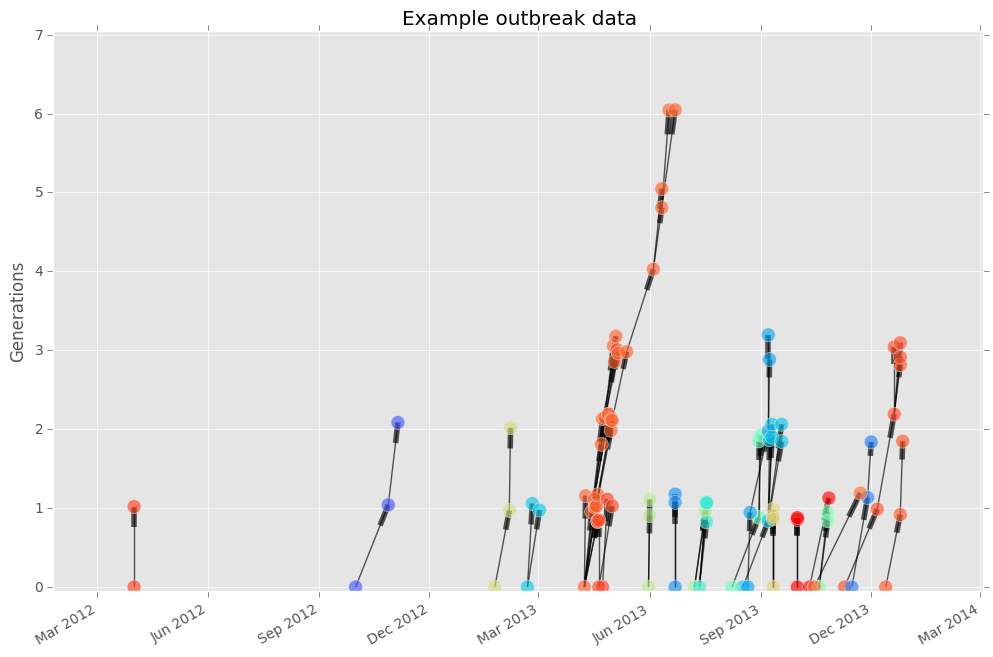 Example outbreak data
7
6
5
4
3
2
1
0
Generations
Mar 2012
Jun 2012
Sep 2012
Dec 2012
Mar 2013
Jun 2013
Sep 2013
Dec 2013
Mar 2014